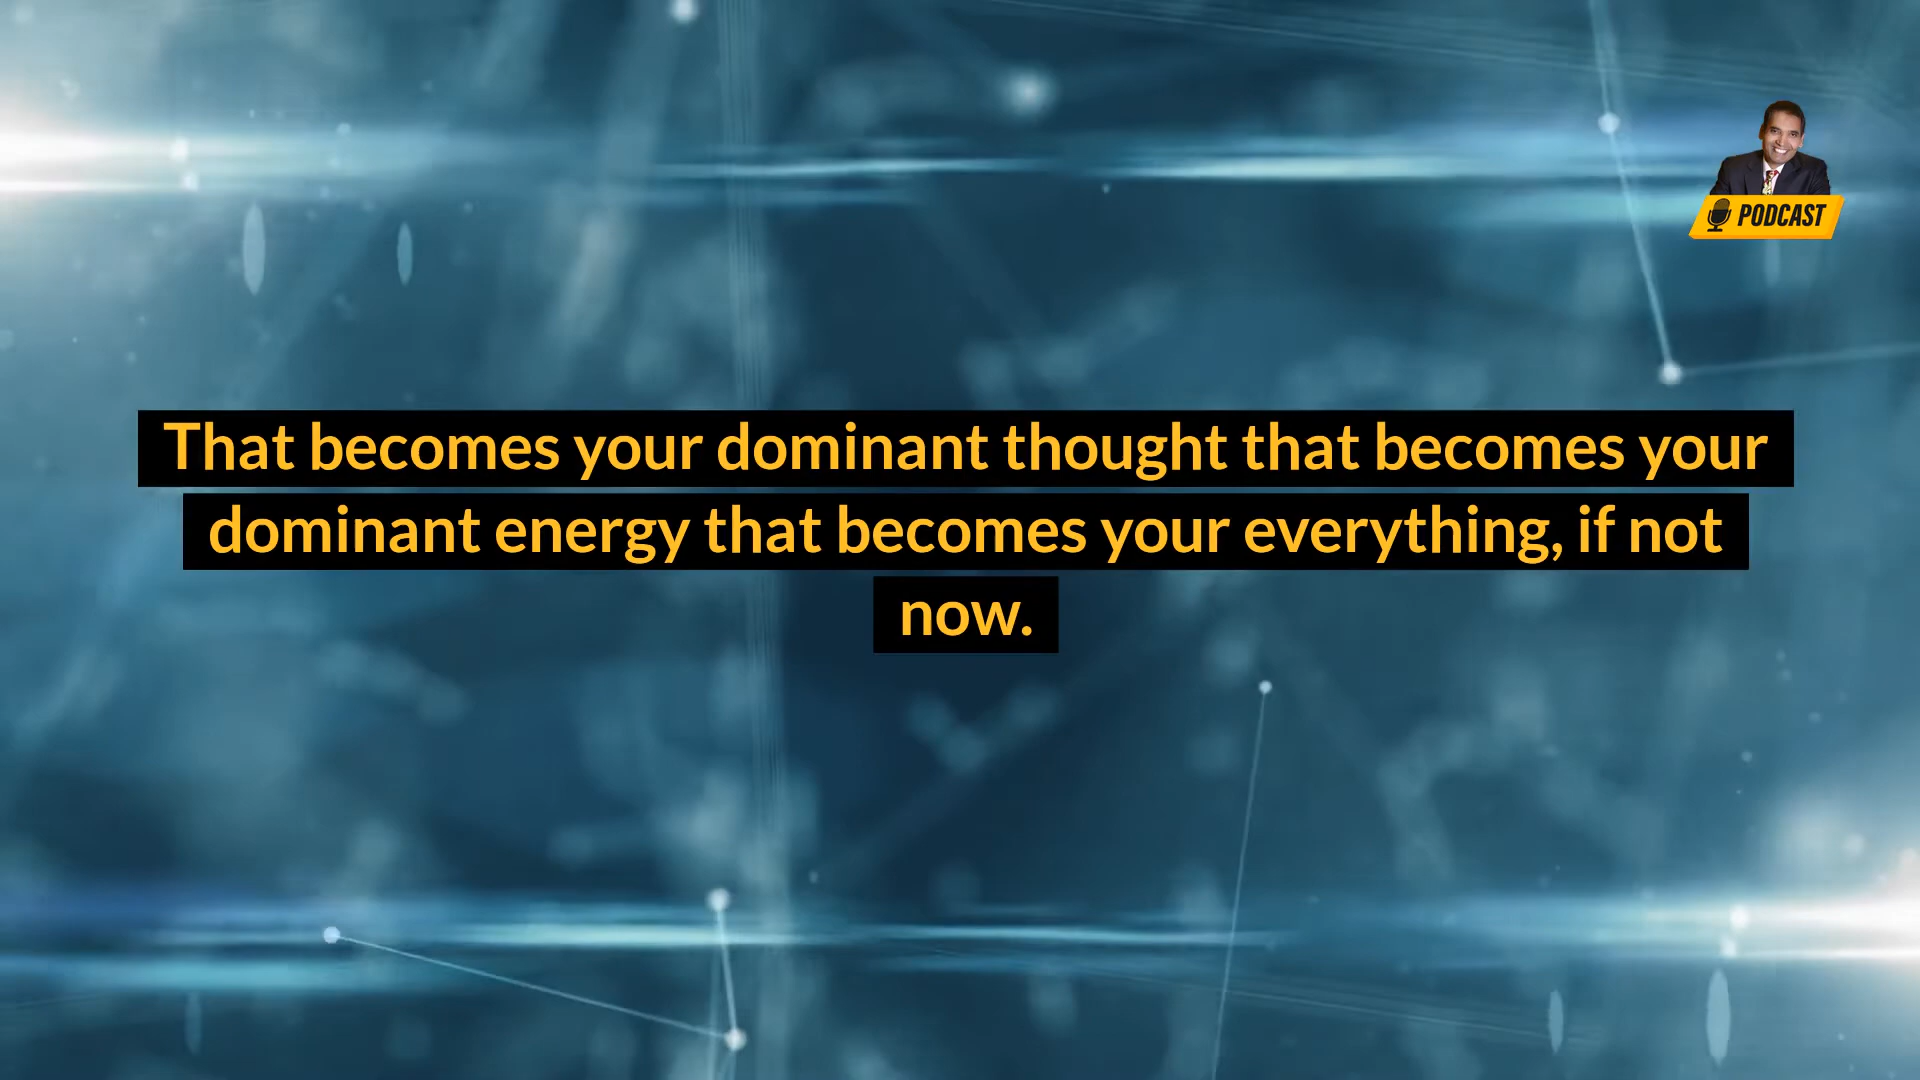 PODCAST
That becomes your dominant thought that becomes your
dominant energy that becomes your everything, if not
now.